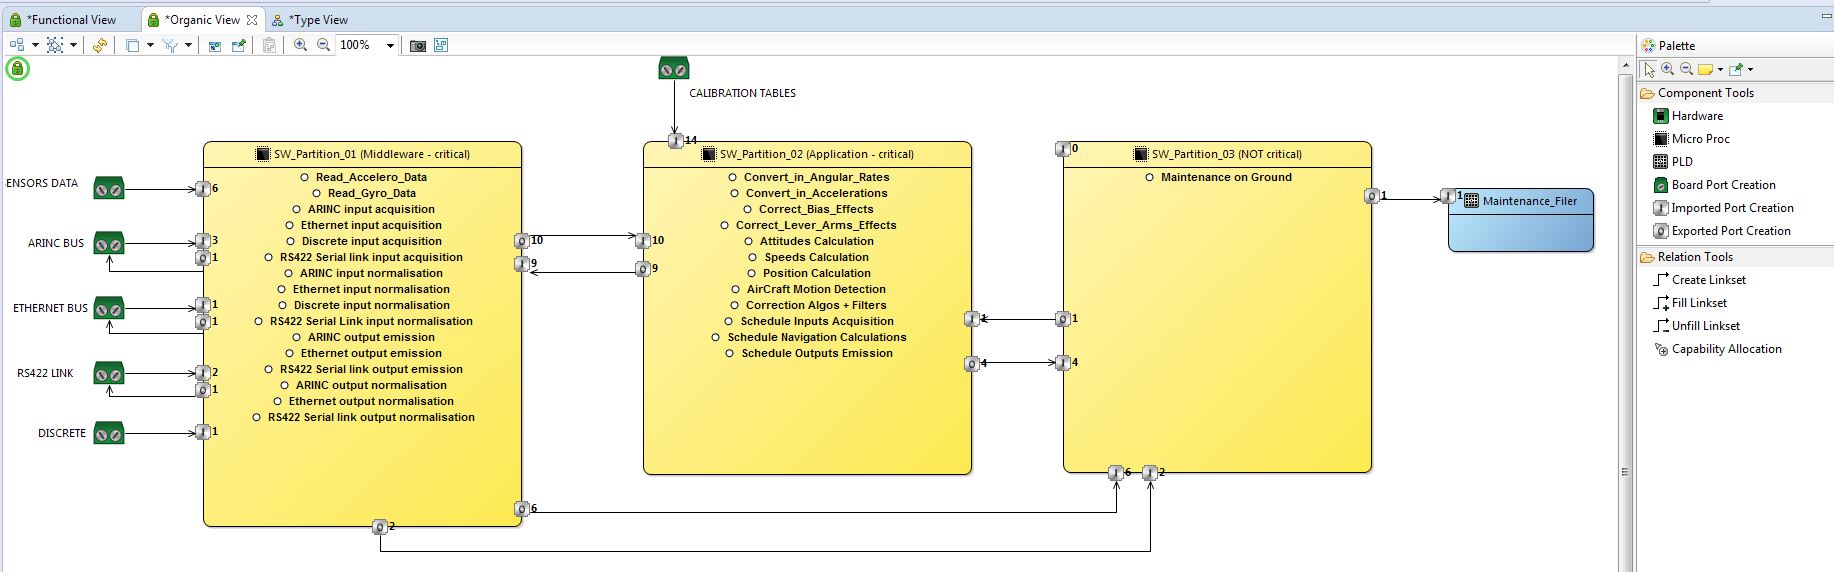 *Functional View
*Organic View
*Type View
100%
Palette
Component Tools
Hardware
Micro Proc
PLD
Board Port Creation
Imported Port Creation
Exported Port Creation
Relation Tools
Create Linkset
Fill Linkset
Unfill Linkset
Capability Allocation
CALIBRATION TABLES
14
ENSORS DATA
ARINC BUS
ETHERNET BUS
RS422 LINK
DISCRETE
6
3
1
1
1
2
1
1
SW_Partition_01 (Middleware - critical)
Read_Accelero_Data
Read_Gyro_Data
ARINC input acquisition
Ethernet input acquisition
Discrete input acquisition
RS422 Serial link input acquisition
ARINC input normalisation
Ethernet input normalisation
Discrete input normalisation
RS422 Serial Link input normalisation
ARINC output emission
Ethernet output emission
RS422 Serial link output emission
ARINC output normalisation
Ethernet output normalisation
RS422 Serial link output normalisation
10
9
6
2
SW_Partition_02 (Application - critical)
Convert_in_Angular_Rates
Convert_in_Accelerations
Correct_Bias_Effects
Correct_Lever_Arms_Effects
Attitudes Calculation
Speeds Calculation
Position Calculation
AirCraft Motion Detection
Correction Algos + Filters
Schedule Inputs Acquisition
Schedule Navigation Calculations
Schedule Outputs Emission
10
9
1
4
SW_Partition_03 (NOT critical)
Maintenance on Ground
0
1
4
6
2
1
1
Maintenance_Filer